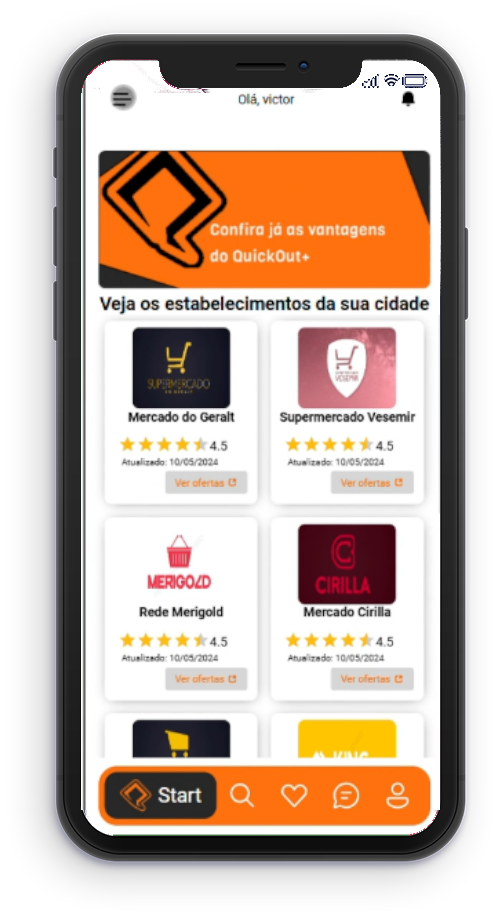 Olá, victor
Confira já as vantagens
do QuickOut+
Veja os estabelecimentos da sua cidade
SUPERMERCADO
DO GERALT
Mercado do Geralt
4.5
Atualizado: 10/05/2024
Ver ofertas
VESEMIR
Supermercado Vesemir
4.5
Atualizado: 10/05/2024
Ver ofertas
MERIGOLD
Rede Merigold
4.5
Atualizado: 10/05/2024
Ver ofertas
CIRILLA
Mercado Cirilla
4.5
Atualizado: 10/05/2024
Ver ofertas
KING
Start